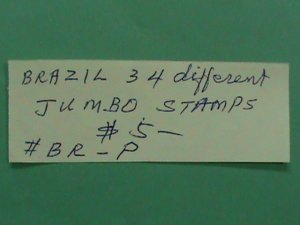 BRAZIL 34 different
JUMBO STAMPS
$5—
#BR-P